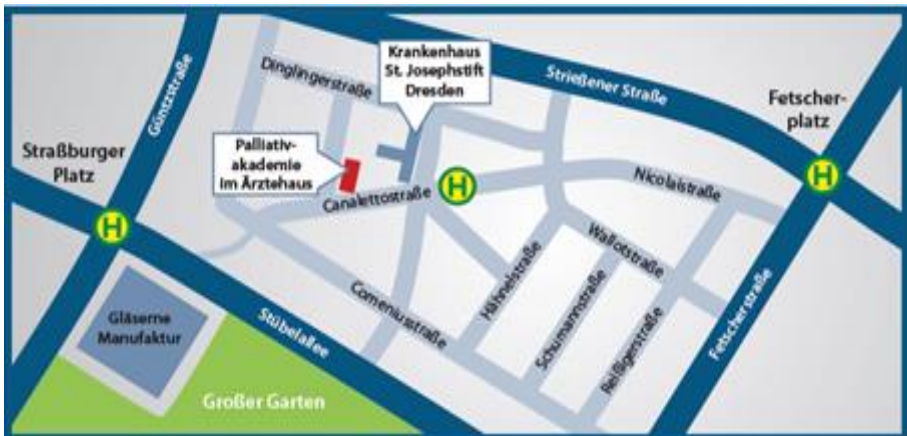 Krankenhaus
St. Josephstift
Dresden
Dinglingerstraße
Güntzstraße
Strießener Straße
Fetscher-
platz
Straßburger
Platz
Palliativ-
akademie
im Ärztehaus
H
H
H
Nicolaistraße
Canalettostraße
Wallotstraße
Hähnelstraße
Comeniusstraße
Schumannstraße
Reißigerstraße
Fetscherstraße
Stübelallee
Gläserne
Manufaktur
Großer Garten